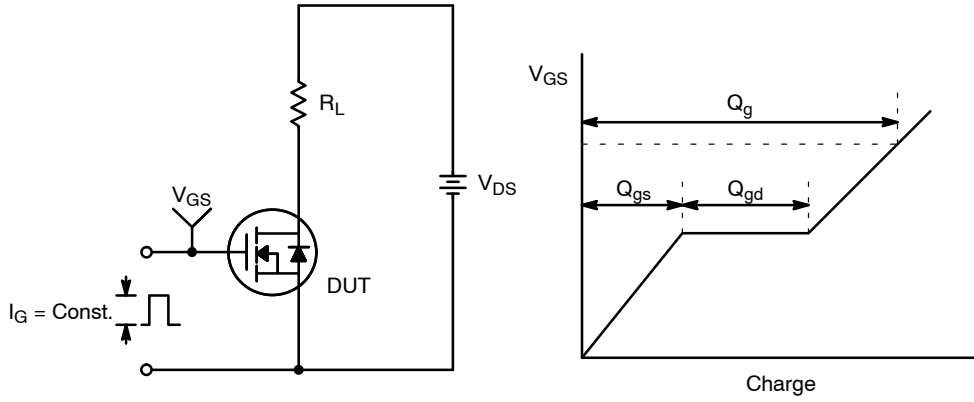 R_L
V_GS
V_DS
DUT
I_G = Const.
V_GS
Q_g
Q_gs
Q_gd
Charge